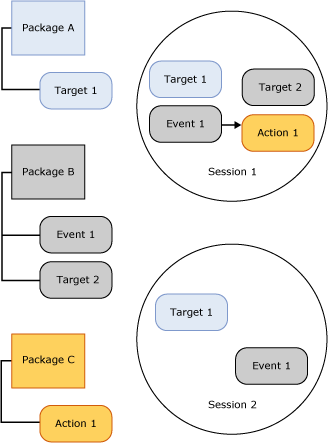 Package A
Target 1
Package B
Event 1
Target 2
Package C
Action 1
Target 1
Target 2
Event 1
Action 1
Session 1
Target 1
Event 1
Session 2